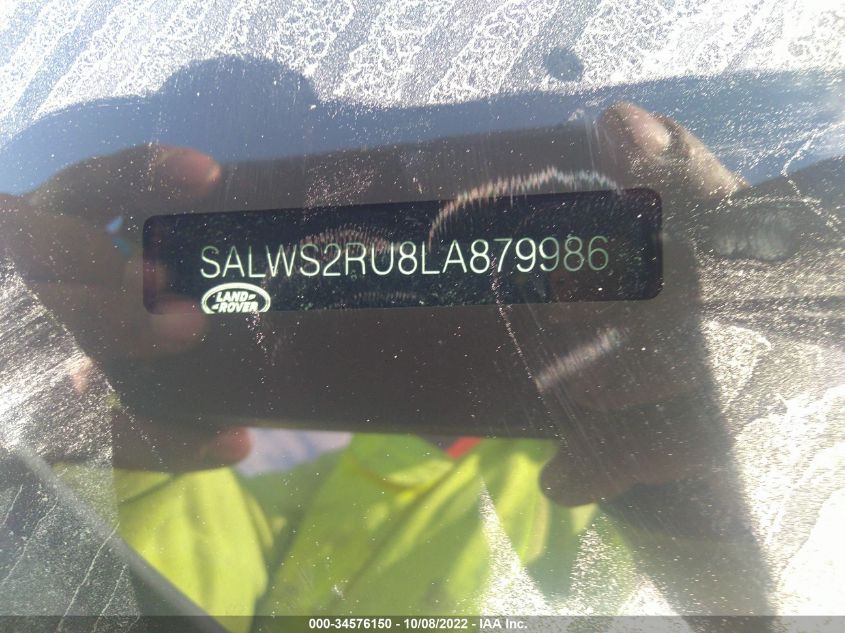 SALWS2RU8LA879986
LAND-
-ROVER
000-34576150 - 10/08/2022 - IAA Inc.